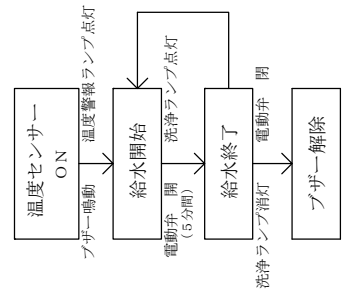 温度センサー
ON
ブザー鳴動
温度警報ランプ点灯
給水開始
電動弁 開
(5分間)
洗浄ランプ点灯
給水終了
洗浄ランプ消灯
電動弁 閉
ブザー解除